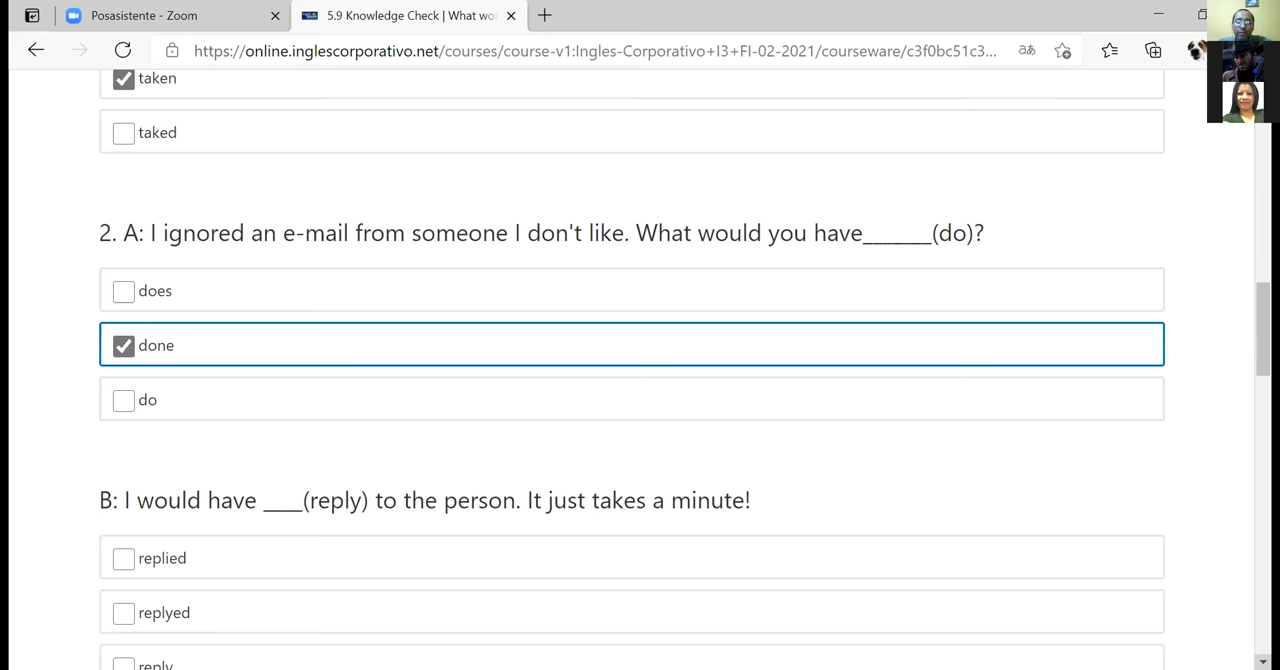 Posasistente - Zoom
5.9 Knowledge Check | What wo
https://online.inglescorporativo.net/courses/course-v1:Ingles-Corporativo+I3+FI-02-2021/courseware/c3f0bc51c3...
taken
taked
2. A: I ignored an e-mail from someone I don't like. What would you have_______(do)?
does
done
do
B: I would have ____(reply) to the person. It just takes a minute!
replied
replyed
reply